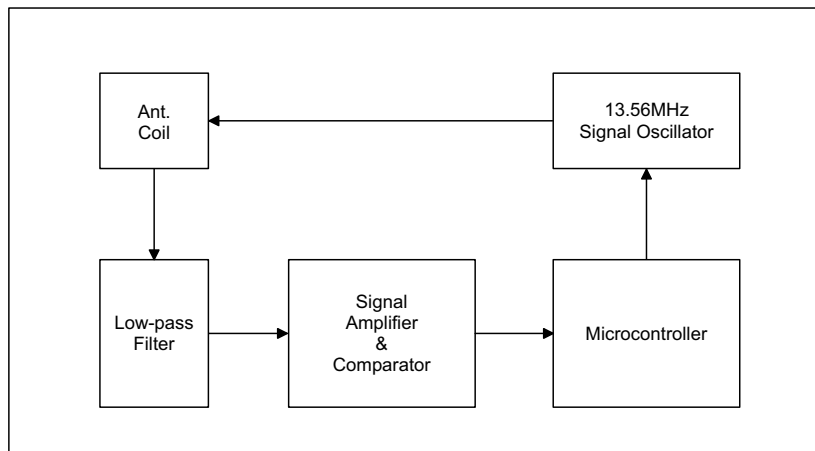 Ant.
Coil
13.56MHz
Signal Oscillator
Low-pass
Filter
Signal
Amplifier
&
Comparator
Microcontroller